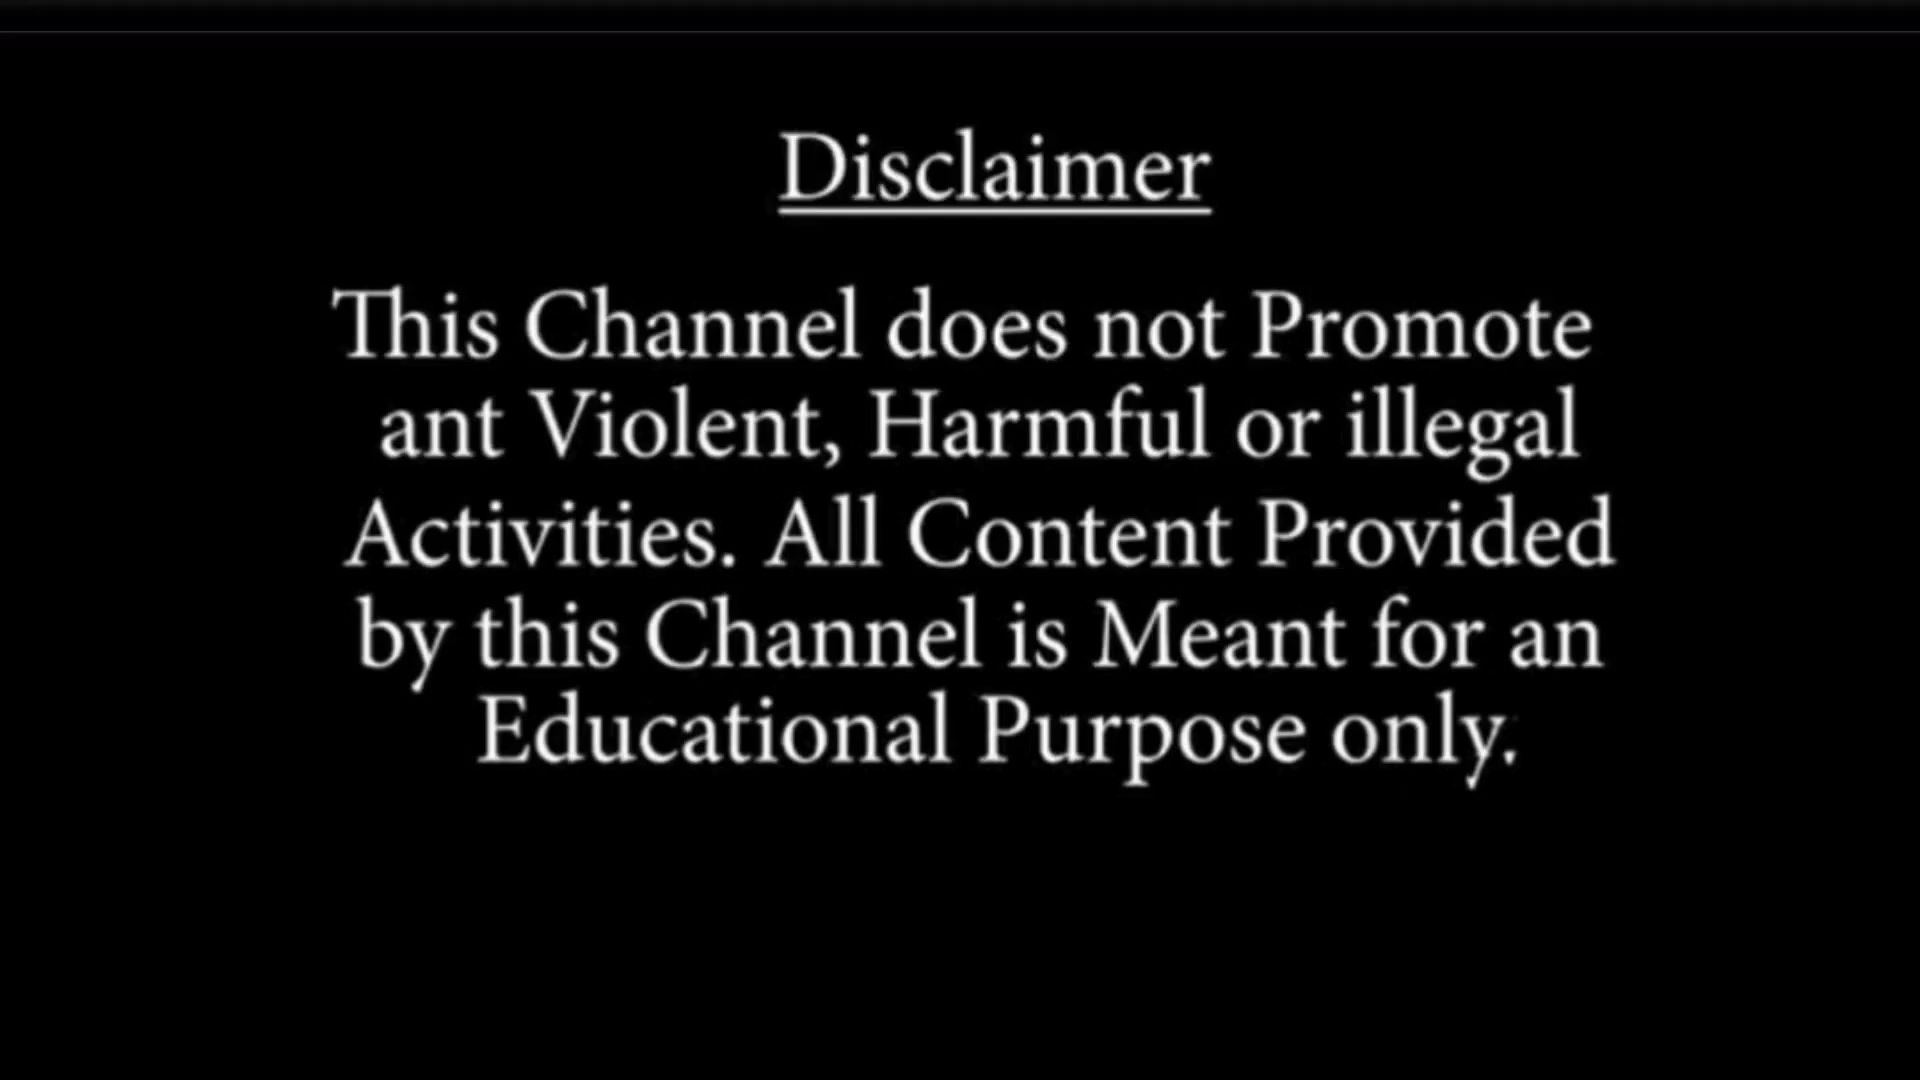 Disclaimer
This Channel does not Promote
ant Violent, Harmful or illegal
Activities. All Content Provided
by this Channel is Meant for an
Educational Purpose only.